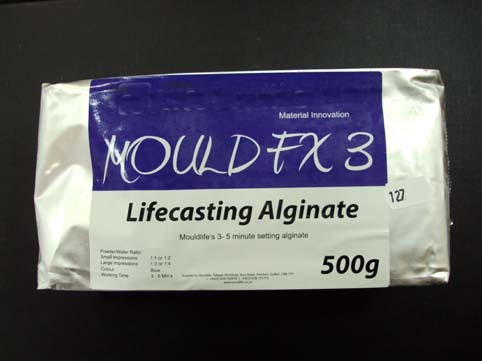 Material Innovation
MOULD FX 3
127
Lifecasting Alginate
Mouldlife's 3- 5 minute setting alginate
Powder/Water Ratio:
Small Impressions 1:1 or 1:2
Large Impressions 1:3 or 1:4
Colour Blue
Working Time 3 - 5 Min's
500g